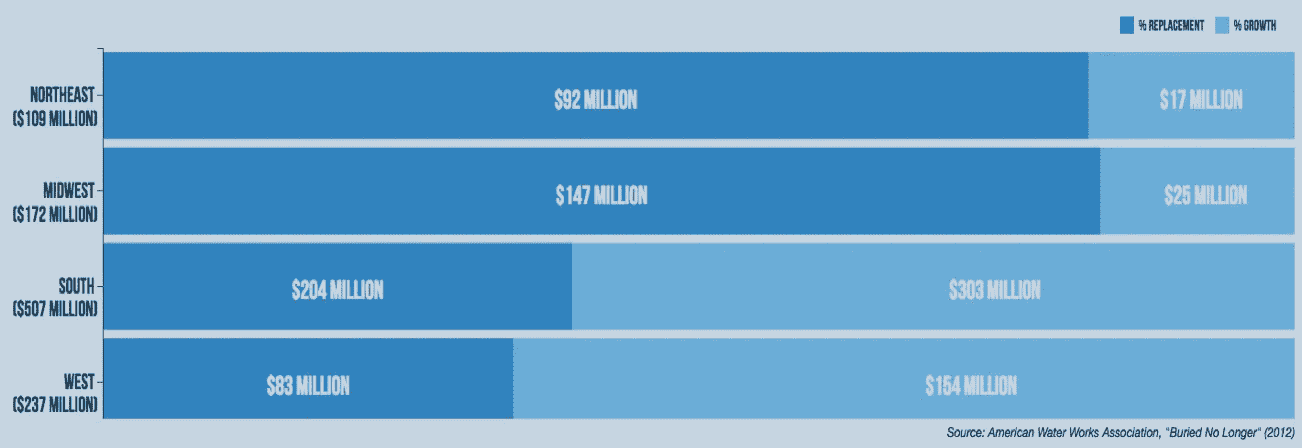 % REPLACEMENT % GROWTH
NORTHEAST
($109 MILLION)
$92 MILLION $17 MILLION
MIDWEST
($172 MILLION)
$147 MILLION $25 MILLION
SOUTH
($507 MILLION)
$204 MILLION $303 MILLION
WEST
($237 MILLION)
$83 MILLION $154 MILLION
Source: American Water Works Association, "Buried No Longer" (2012)